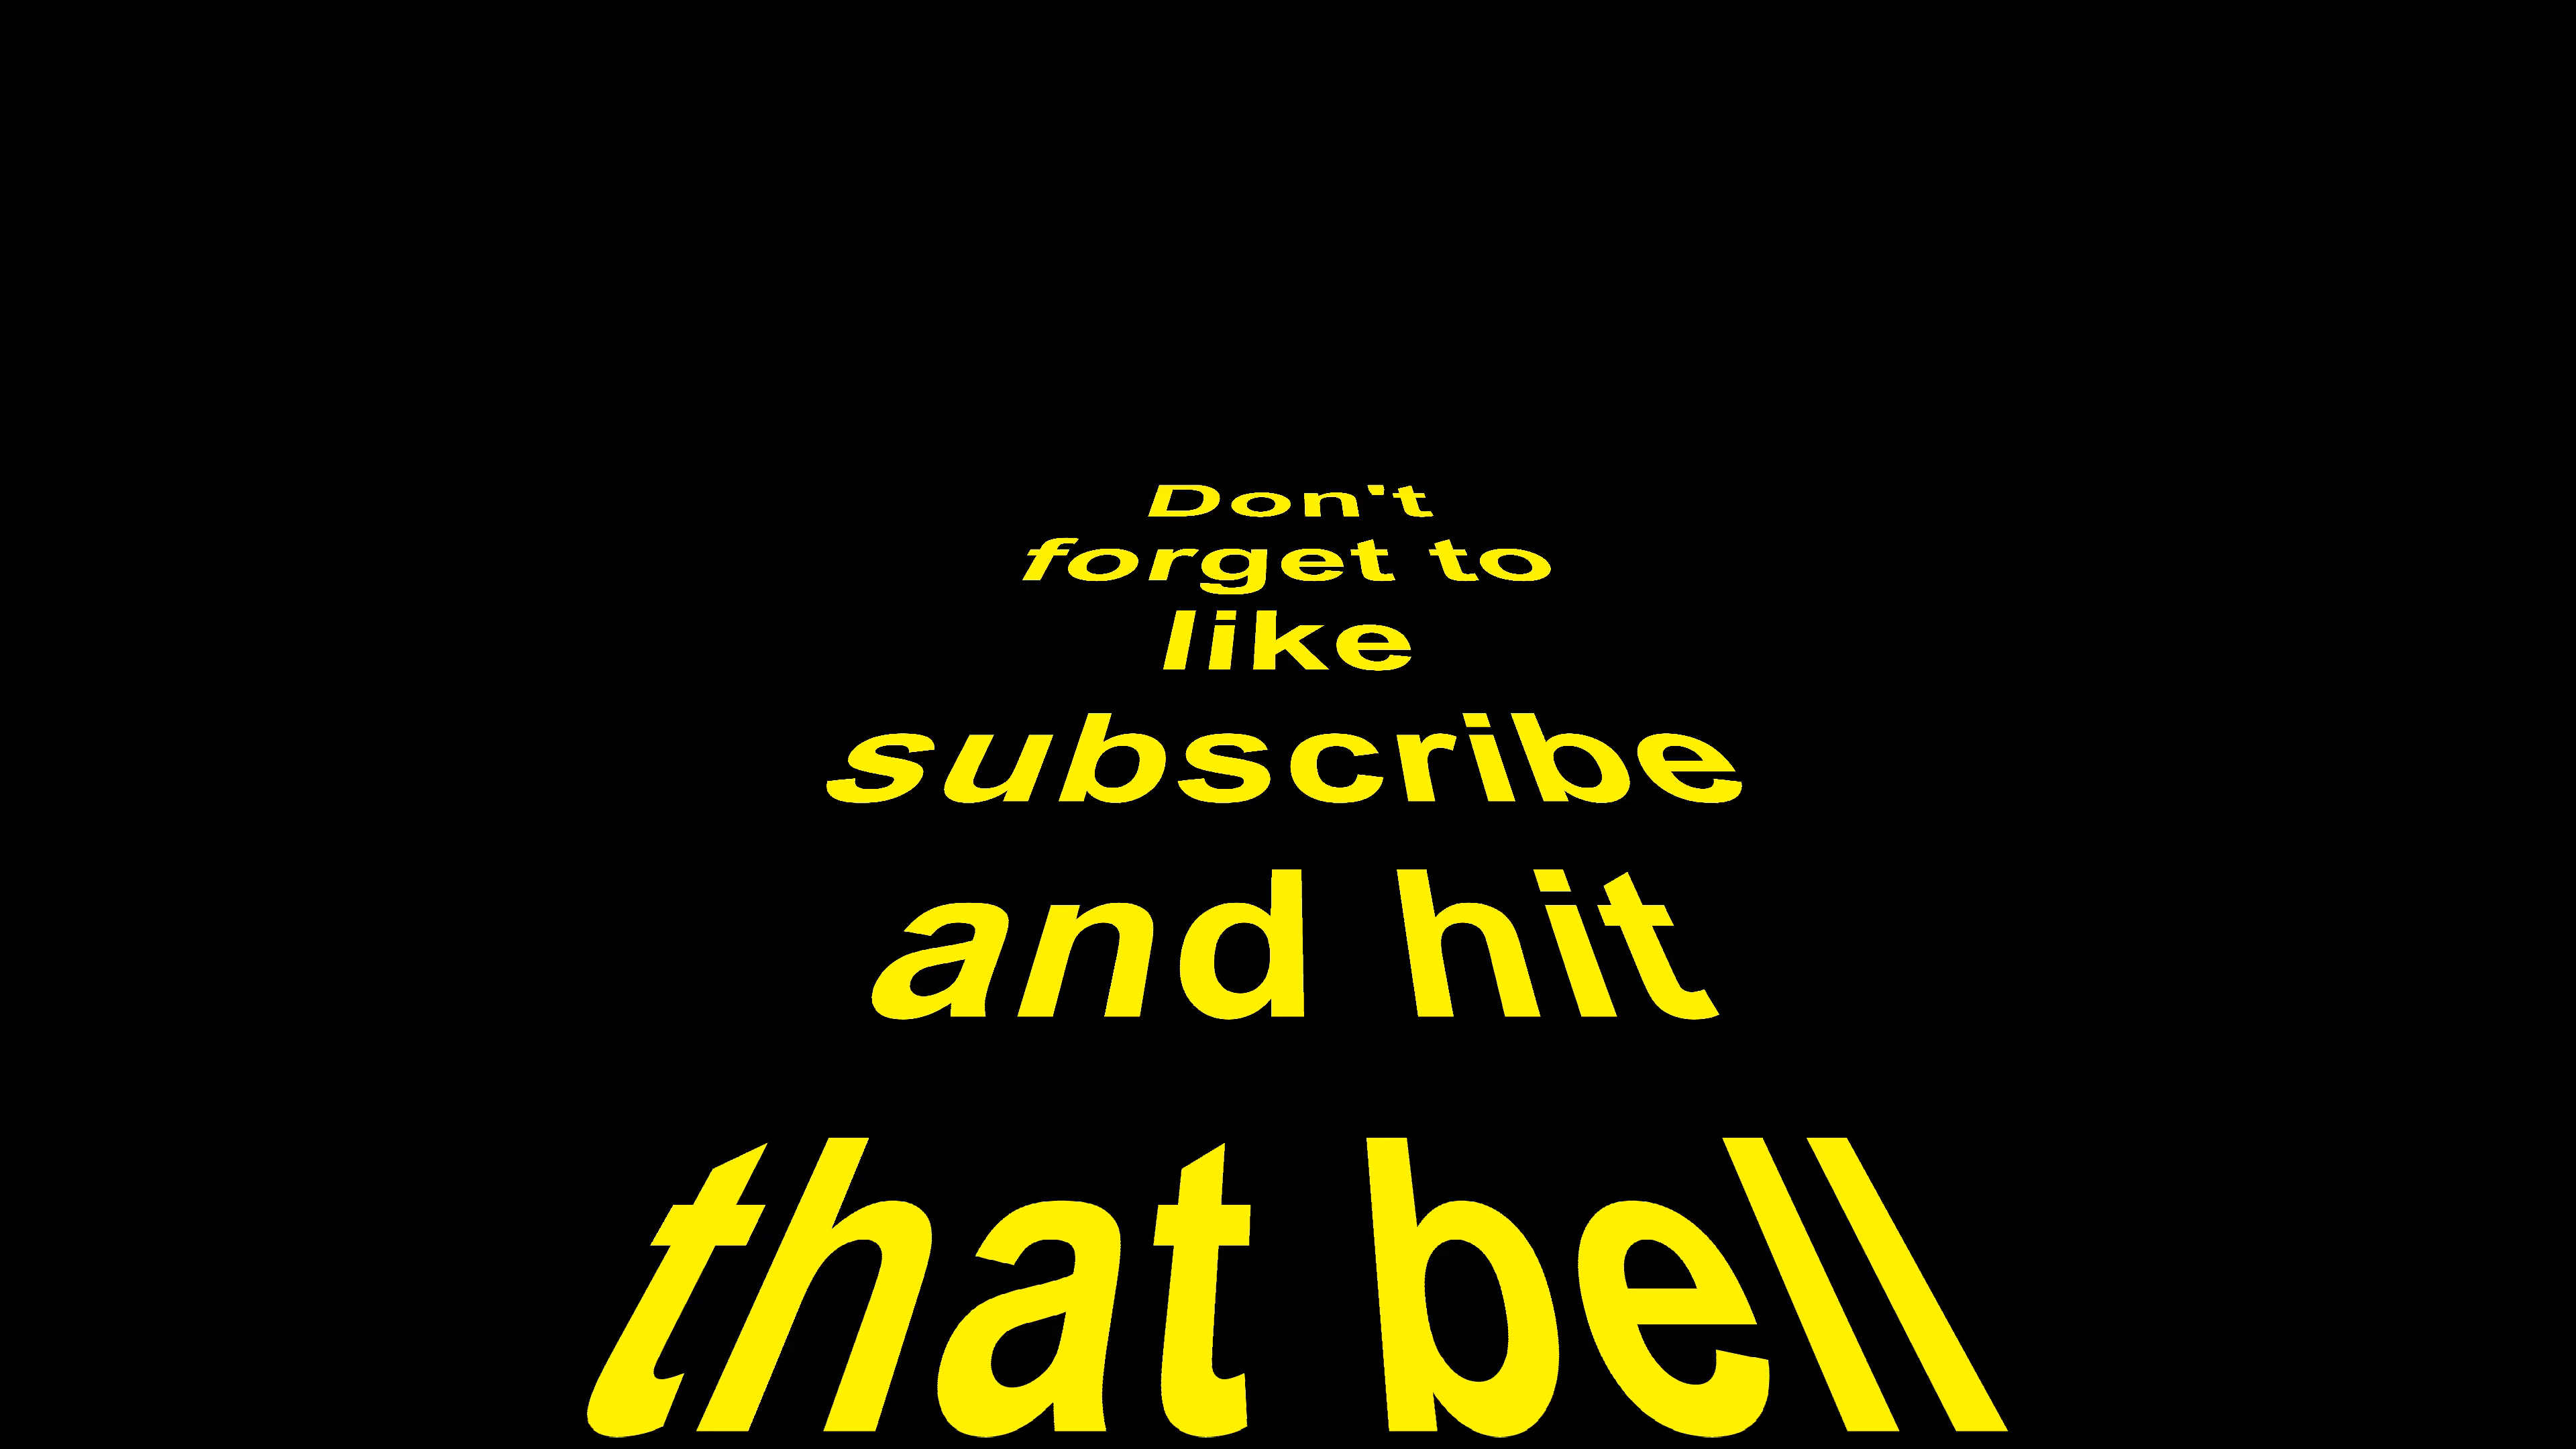 Don't
forget to
like
subscribe
and hit
that bell